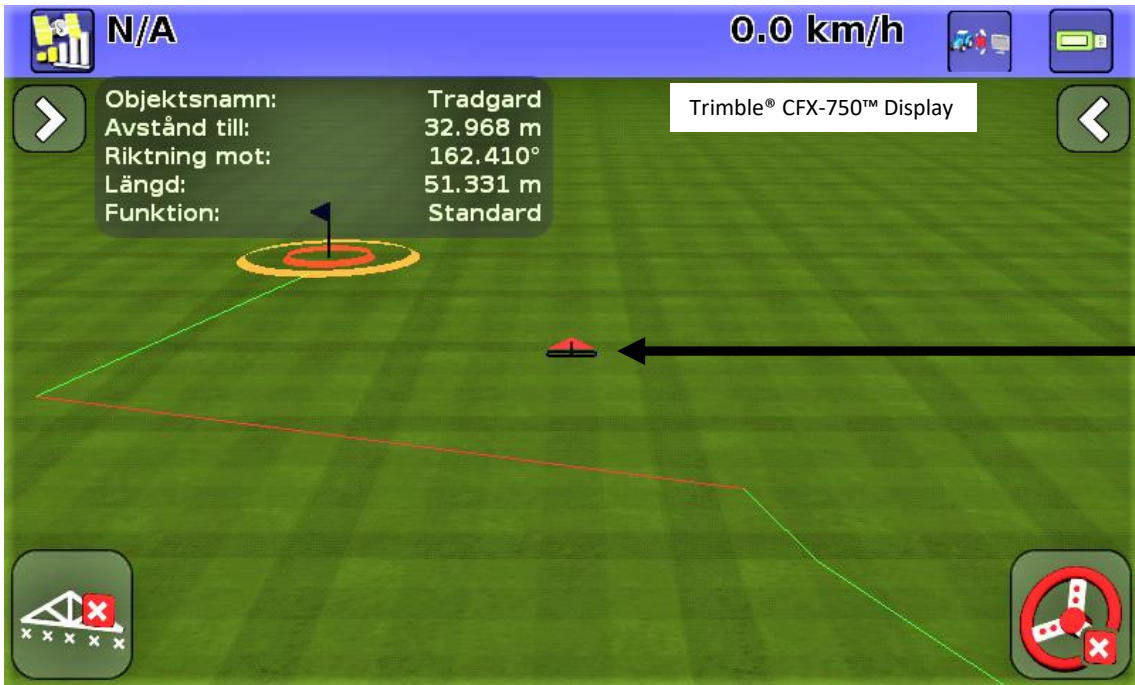 N/A
0.0 km/h
Objektsnamn: Tradgard
Avstånd till: 32.968 m
Riktning mot: 162.410°
Längd: 51.331 m
Funktion: Standard
Trimble® CFX-750™ Display